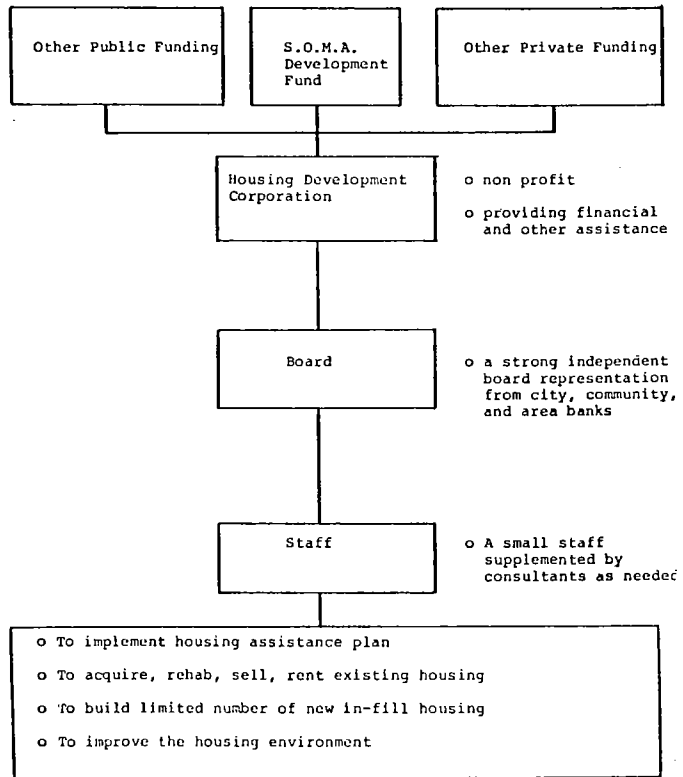 Other Public Funding
S.O.M.A.
Development
Fund
Other Private Funding
Housing Development
Corporation
o non profit
o providing financial
and other assistance
Board
o a strong independent
board representation
from city, community,
and area banks
Staff
o A small staff
supplemented by
consultants as needed
o To implement housing assistance plan
o To acquire, rehab, sell, rent existing housing
o To build limited number of new in-fill housing
o To improve the housing environment